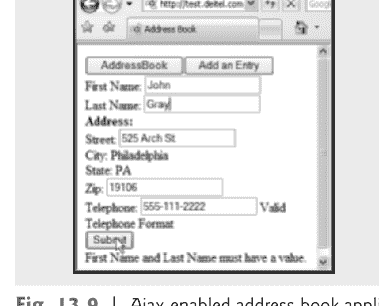 http://test.deitel.com
Address Book
AddressBook Add an Entry
First Name: John
Last Name: Gray
Address:
Street: 525 Arch St
City: Philadelphia
State: PA
Zip: 19106
Telephone: 555-111-2222 Valid
Telephone Format
Submit
First Name and Last Name must have a value.
Fig. 13.9 | Ajax-enabled address book appli